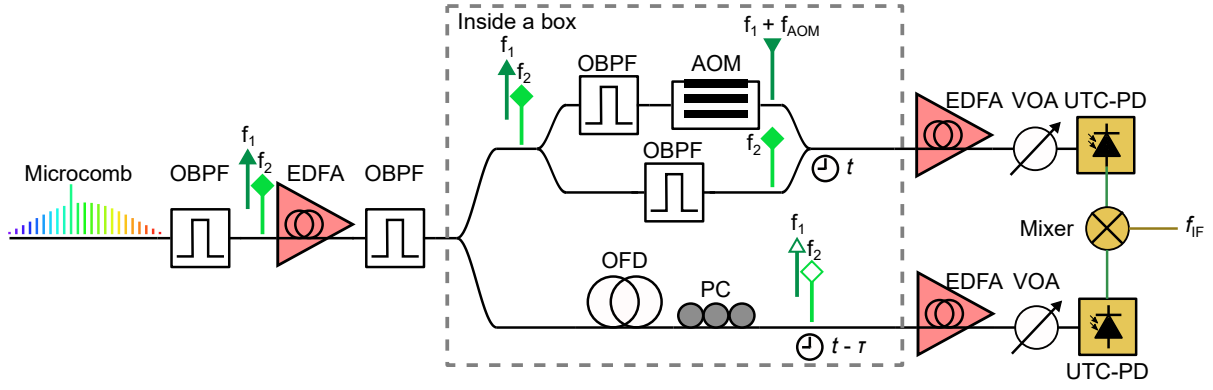 Inside a box
f1
f2
OBPF
AOM
f1 + fAOM
EDFA
VOA
UTC-PD
f1
f2
OBPF
f2
t
Microcomb
OBPF
EDFA
OBPF
Mixer
fIF
OFD
PC
f1
f2
t - τ
EDFA
VOA
UTC-PD